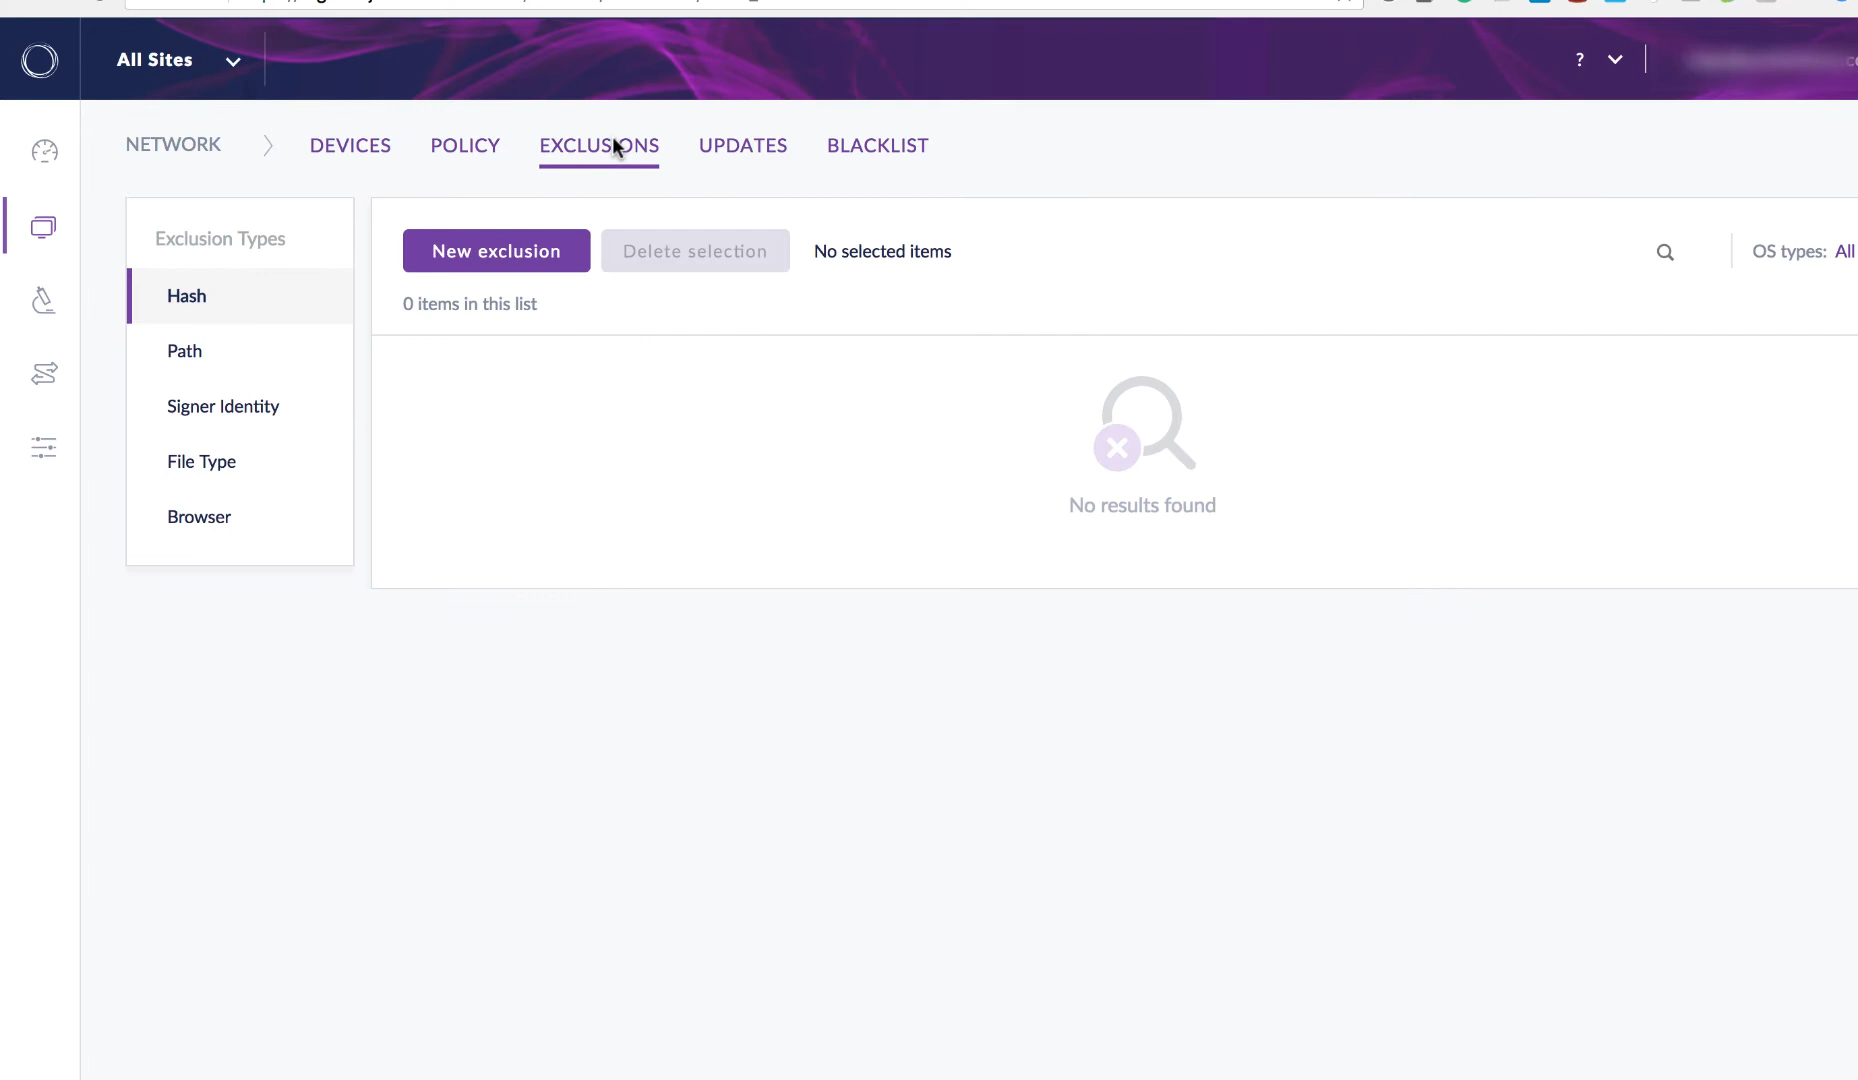 All Sites
?
NETWORK
DEVICES
POLICY
EXCLUSIONS
UPDATES
BLACKLIST
Exclusion Types
Hash
Path
Signer Identity
File Type
Browser
New exclusion
Delete selection
No selected items
OS types: All
0 items in this list
No results found